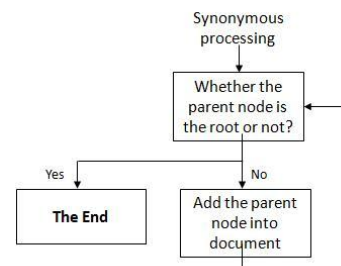 Synonymous
processing
Whether the
parent node is
the root or not?
Yes
No
The End
Add the parent
node into
document